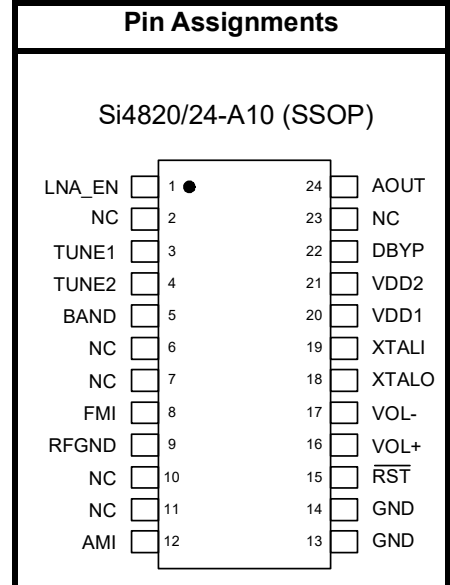 Pin Assignments
Si4820/24-A10 (SSOP)
LNA_EN 1 24 AOUT
NC 2 23 NC
TUNE1 3 22 DBYP
TUNE2 4 21 VDD2
BAND 5 20 VDD1
NC 6 19 XTALI
NC 7 18 XTALO
FMI 8 17 VOL-
RFGND 9 16 VOL+
NC 10 15 RST
NC 11 14 GND
AMI 12 13 GND